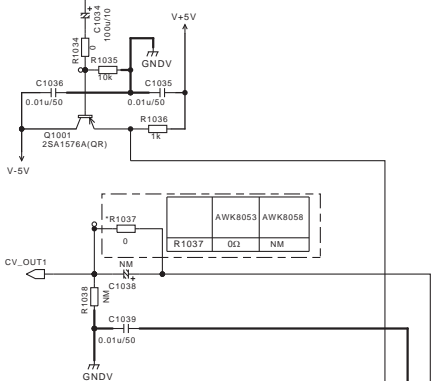 C1034
100u/10
R1034
0
V+5V
R1035
10k
GNDV
C1036
0.01u/50
C1035
0.01u/50
Q1001
2SA1576A(QR)
R1036
1k
V-5V
*R1037
0
AWK8053 AWK8058
R1037 0Ω NM
CV_OUT1
NM
C1038
R1038
NM
C1039
0.01u/50
GNDV